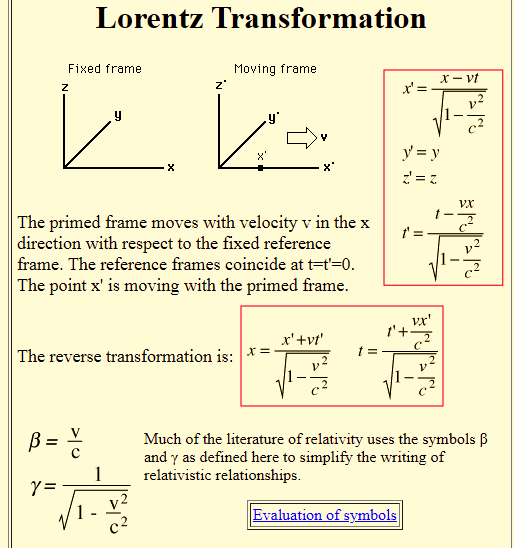 Lorentz Transformation
Fixed frame
Moving frame
z
y
x
z'
y'
x'
v
x'
x' = (x − vt) / √(1 − v²/c²)
y' = y
z' = z
t' = (t − vx/c²) / √(1 − v²/c²)
The primed frame moves with velocity v in the x
direction with respect to the fixed reference
frame. The reference frames coincide at t=t'=0.
The point x' is moving with the primed frame.
The reverse transformation is:
x = (x' + vt') / √(1 − v²/c²)
t = (t' + vx'/c²) / √(1 − v²/c²)
β = v/c
γ = 1 / √(1 - v²/c²)
Much of the literature of relativity uses the symbols β
and γ as defined here to simplify the writing of
relativistic relationships.
Evaluation of symbols